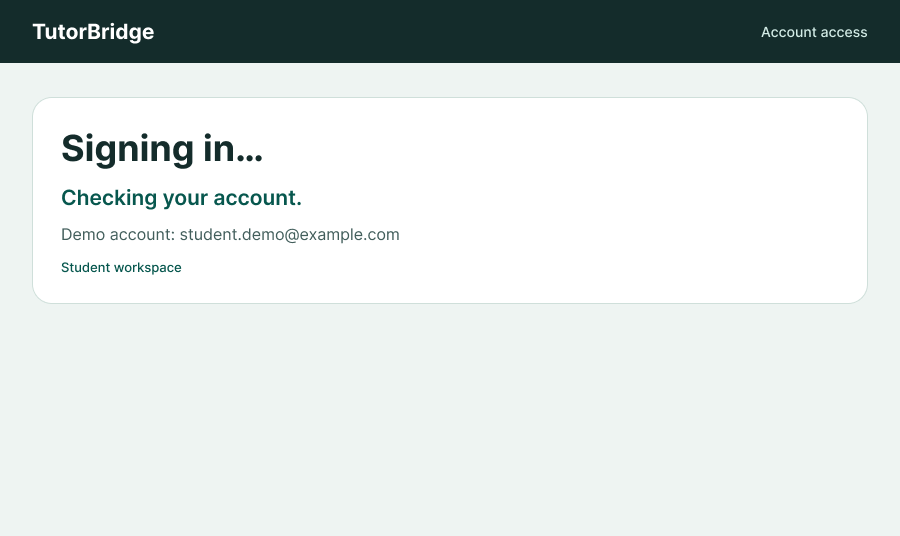 TutorBridge
Account access
Signing in…
Checking your account.
Demo account: student.demo@example.com
Student workspace